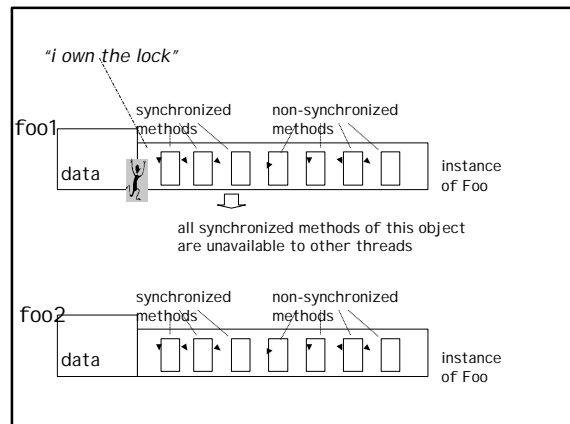 “i own the lock”
synchronized methods
non-synchronized methods
foo1
data
instance of Foo
all synchronized methods of this object
are unavailable to other threads
synchronized methods
non-synchronized methods
foo2
data
instance of Foo